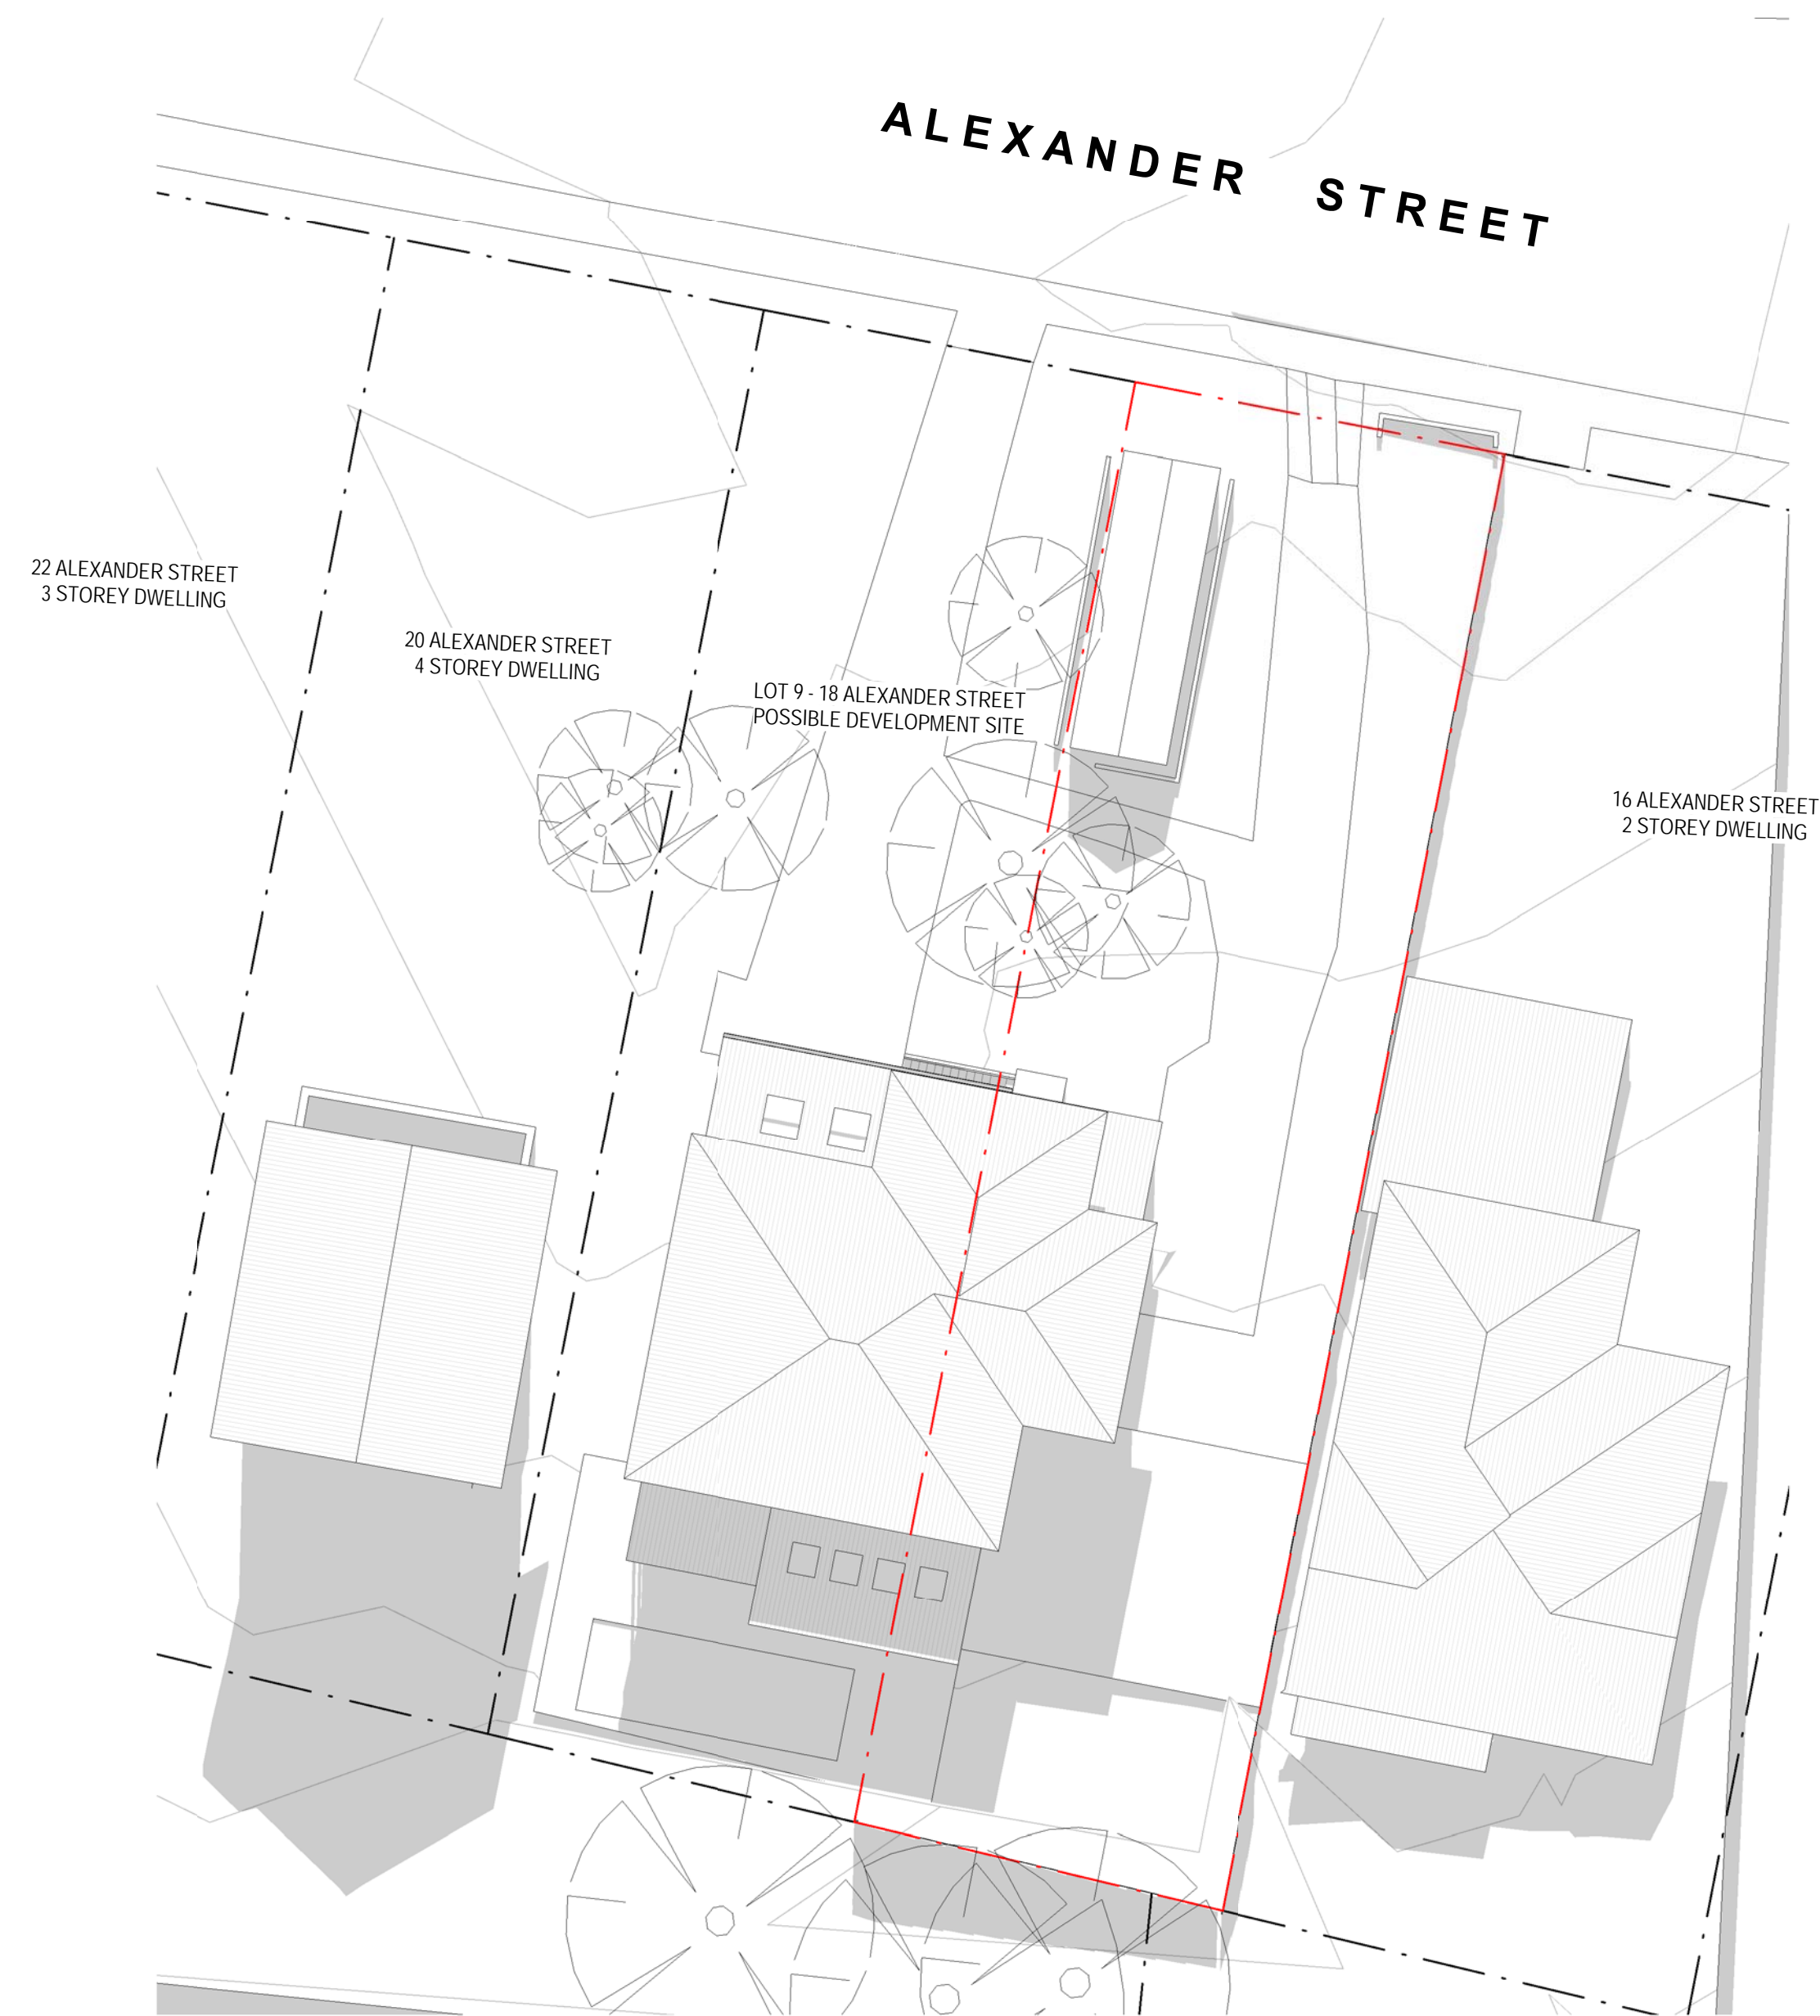 ALEXANDER STREET
22 ALEXANDER STREET
3 STOREY DWELLING
20 ALEXANDER STREET
4 STOREY DWELLING
LOT 9 - 18 ALEXANDER STREET
POSSIBLE DEVELOPMENT SITE
16 ALEXANDER STREET
2 STOREY DWELLING